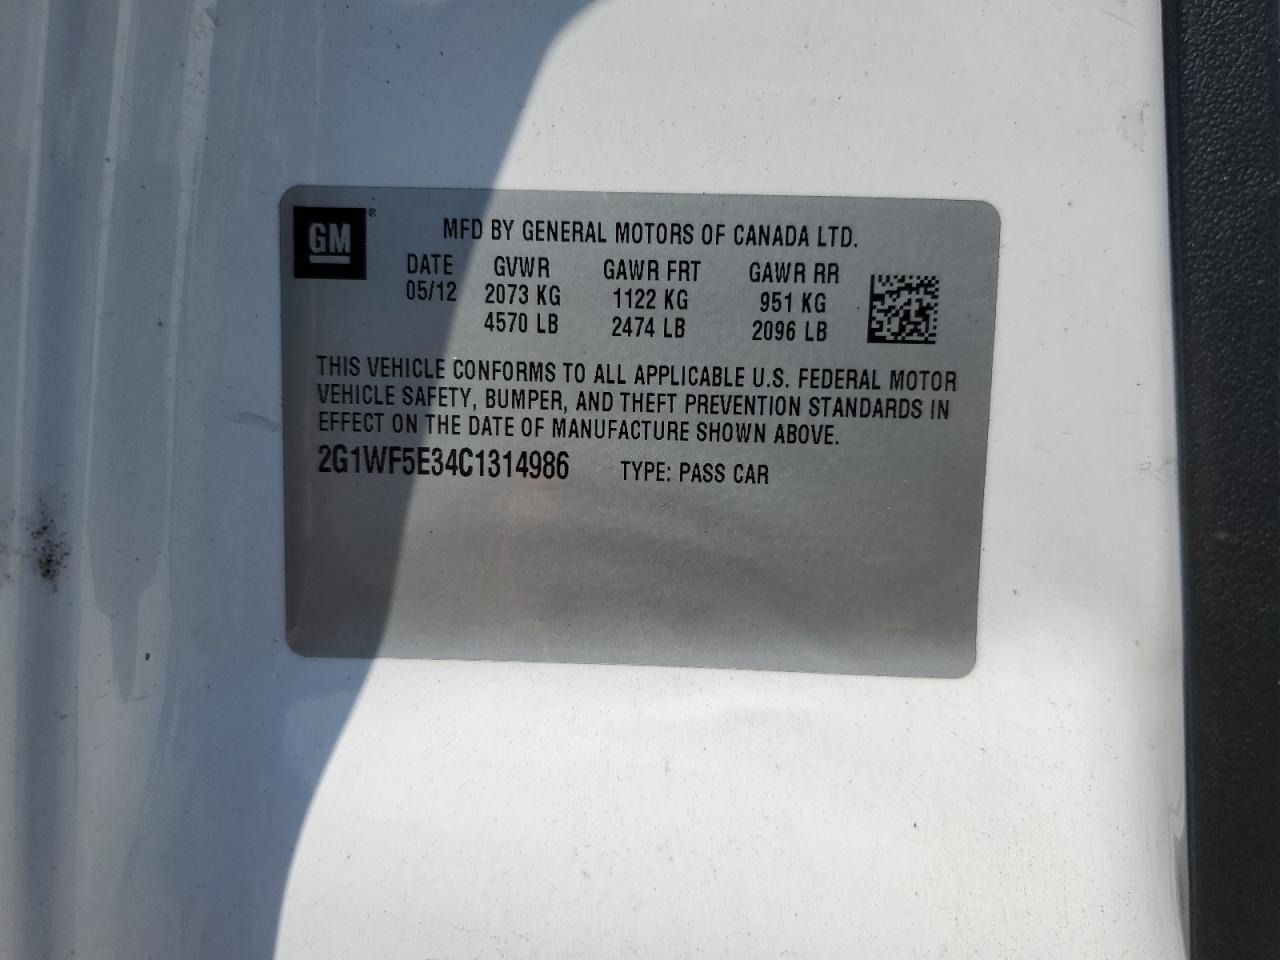 GM ®
MFD BY GENERAL MOTORS OF CANADA LTD.
DATE GVWR GAWR FRT GAWR RR
05/12 2073 KG 1122 KG 951 KG
4570 LB 2474 LB 2096 LB
THIS VEHICLE CONFORMS TO ALL APPLICABLE U.S. FEDERAL MOTOR
VEHICLE SAFETY, BUMPER, AND THEFT PREVENTION STANDARDS IN
EFFECT ON THE DATE OF MANUFACTURE SHOWN ABOVE.
2G1WF5E34C1314986 TYPE: PASS CAR